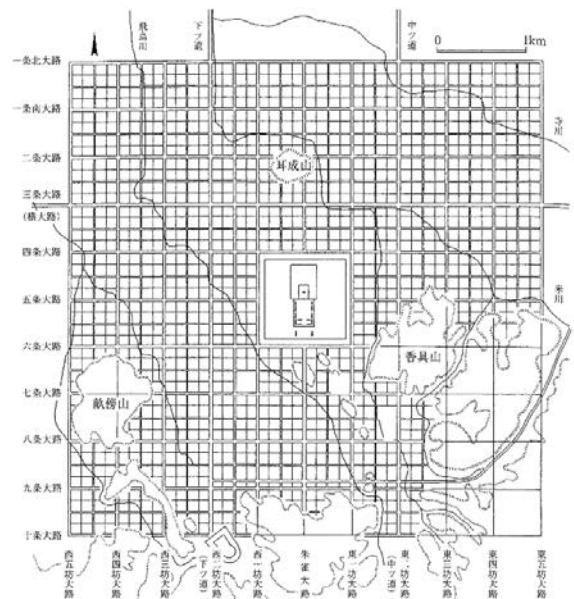 飛鳥川
下ツ道
中ツ道
0 1km
一条北大路
一条南大路
二条大路
三条大路
(横大路)
四条大路
五条大路
六条大路
七条大路
八条大路
九条大路
十条大路
寺川
米川
耳成山
香具山
畝傍山
西五坊大路
西四坊大路
西三坊大路
(下ツ道)
西二坊大路
西一坊大路
朱雀大路
東一坊大路
(中ツ道)
東二坊大路
東三坊大路
東四坊大路
東五坊大路